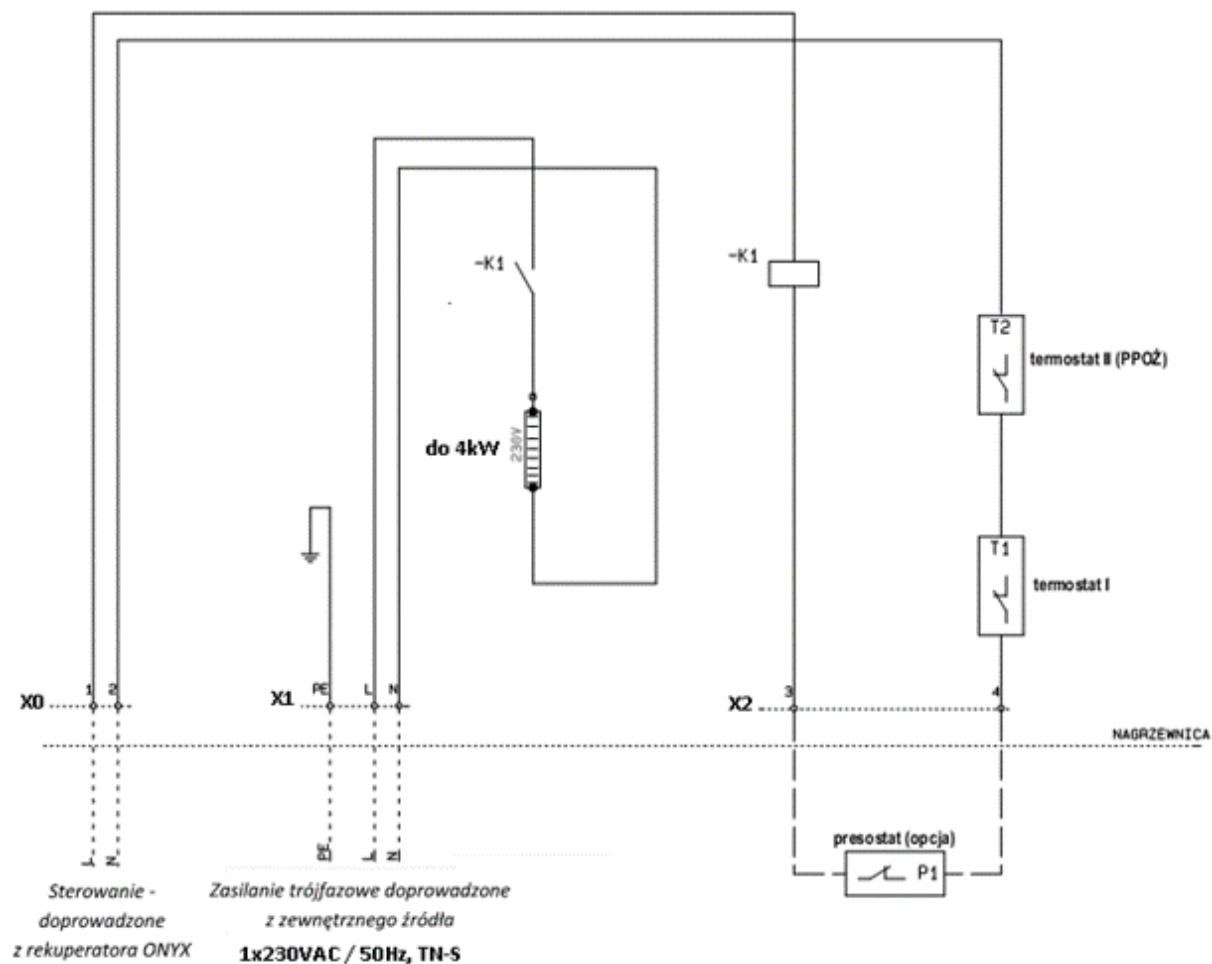 -K1
-K1
T2
termostat II (PPOŻ)
do 4kW
230V
T1
termostat I
X0
1
2
X1
PE
L
N
X2
3
4
NAGRZEWNICA
L
N
PE
L
N
presostat (opcja)
P1
Sterowanie -
doprowadzone
z rekuperatora ONYX
Zasilanie trójfazowe doprowadzone
z zewnętrznego źródła
1x230VAC / 50Hz, TN-S